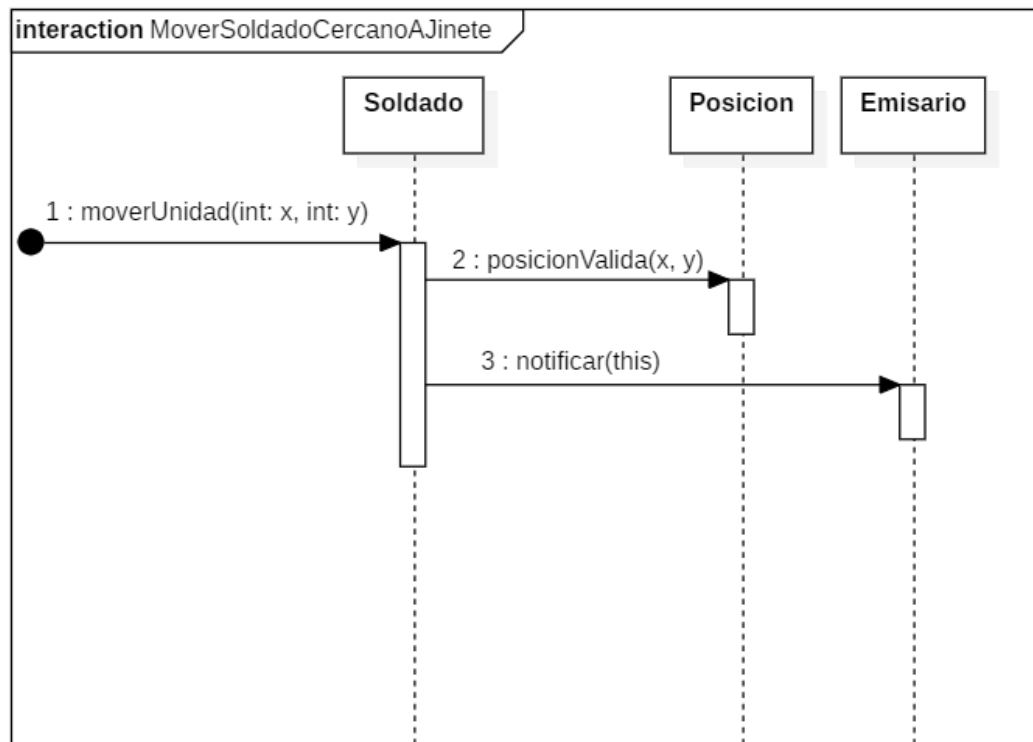 interaction MoverSoldadoCercanoAJinete
Soldado
Posicion
Emisario
1 : moverUnidad(int: x, int: y)
2 : posicionValida(x, y)
3 : notificar(this)